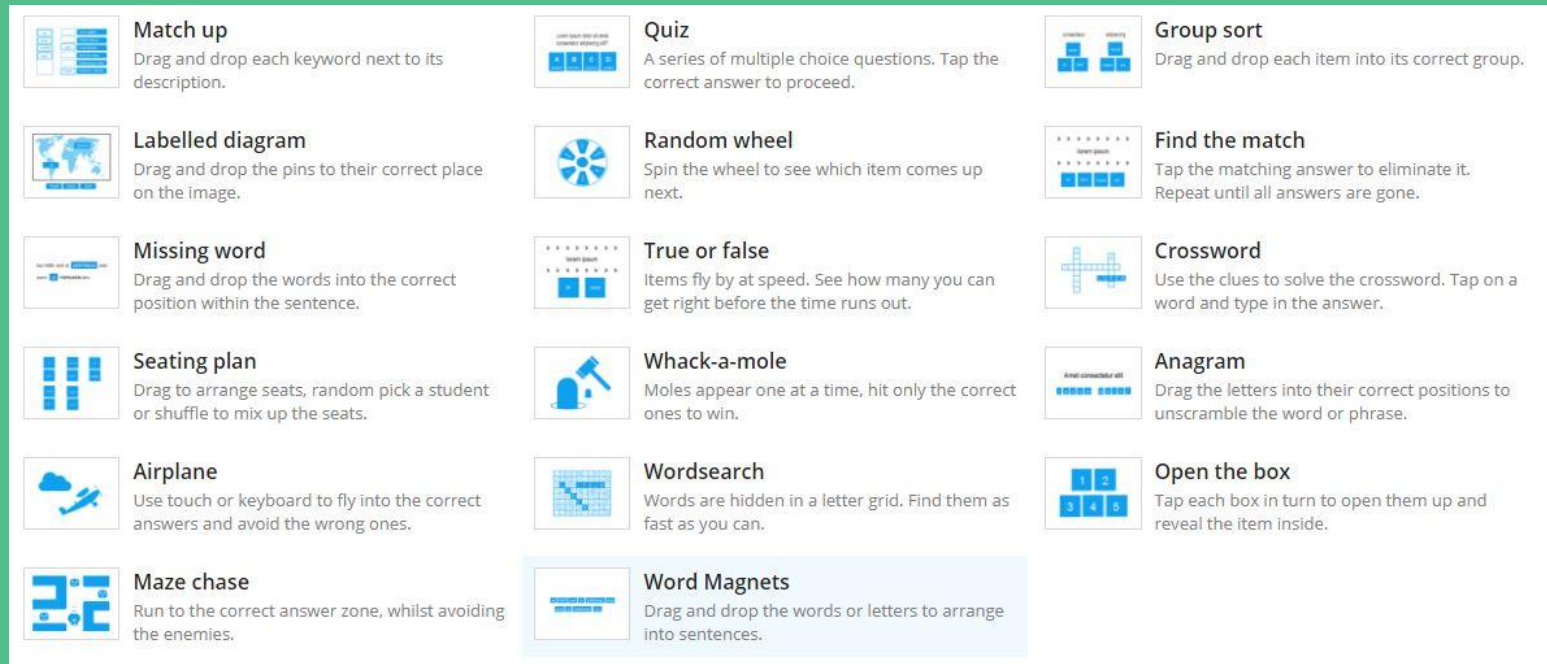 Match up
Drag and drop each keyword next to its
description.
Quiz
A series of multiple choice questions. Tap the
correct answer to proceed.
A B C D
Group sort
Drag and drop each item into its correct group.
Labelled diagram
Drag and drop the pins to their correct place
on the image.
Random wheel
Spin the wheel to see which item comes up
next.
Find the match
Tap the matching answer to eliminate it.
Repeat until all answers are gone.
lorem ipsum
Missing word
Drag and drop the words into the correct
position within the sentence.
True or false
Items fly by at speed. See how many you can
get right before the time runs out.
lorem ipsum
Crossword
Use the clues to solve the crossword. Tap on a
word and type in the answer.
Seating plan
Drag to arrange seats, random pick a student
or shuffle to mix up the seats.
Whack-a-mole
Moles appear one at a time, hit only the correct
ones to win.
Anagram
Drag the letters into their correct positions to
unscramble the word or phrase.
Amet consectetur elit
Airplane
Use touch or keyboard to fly into the correct
answers and avoid the wrong ones.
Wordsearch
Words are hidden in a letter grid. Find them as
fast as you can.
Open the box
Tap each box in turn to open them up and
reveal the item inside.
1 2
3 4 5
Maze chase
Run to the correct answer zone, whilst avoiding
the enemies.
Word Magnets
Drag and drop the words or letters to arrange
into sentences.